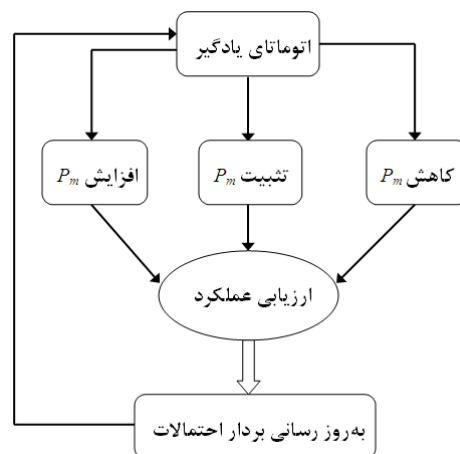 اتوماتای یادگیر
کاهش Pm
تثبیت Pm
افزایش Pm
ارزیابی عملکرد
به‌روز رسانی بردار احتمالات